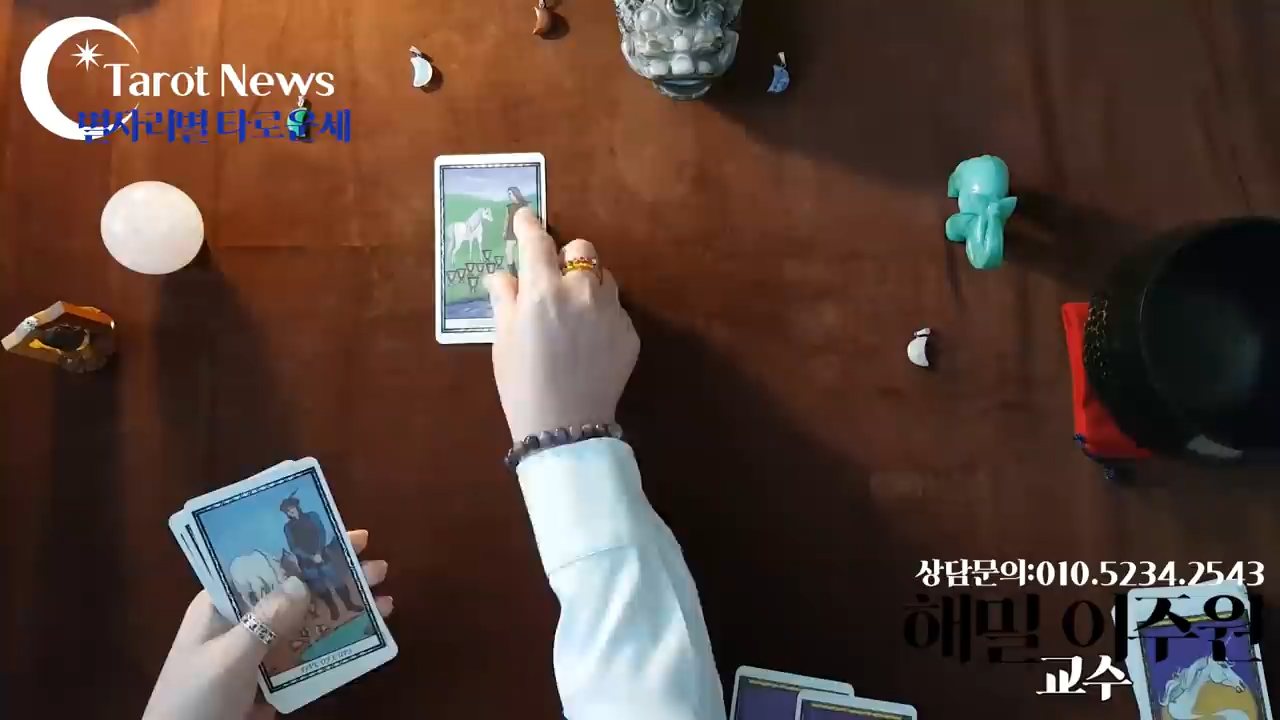 Tarot News
별자리별 타로운세
상담문의:010.5234.2543
해밀 이주원
교수